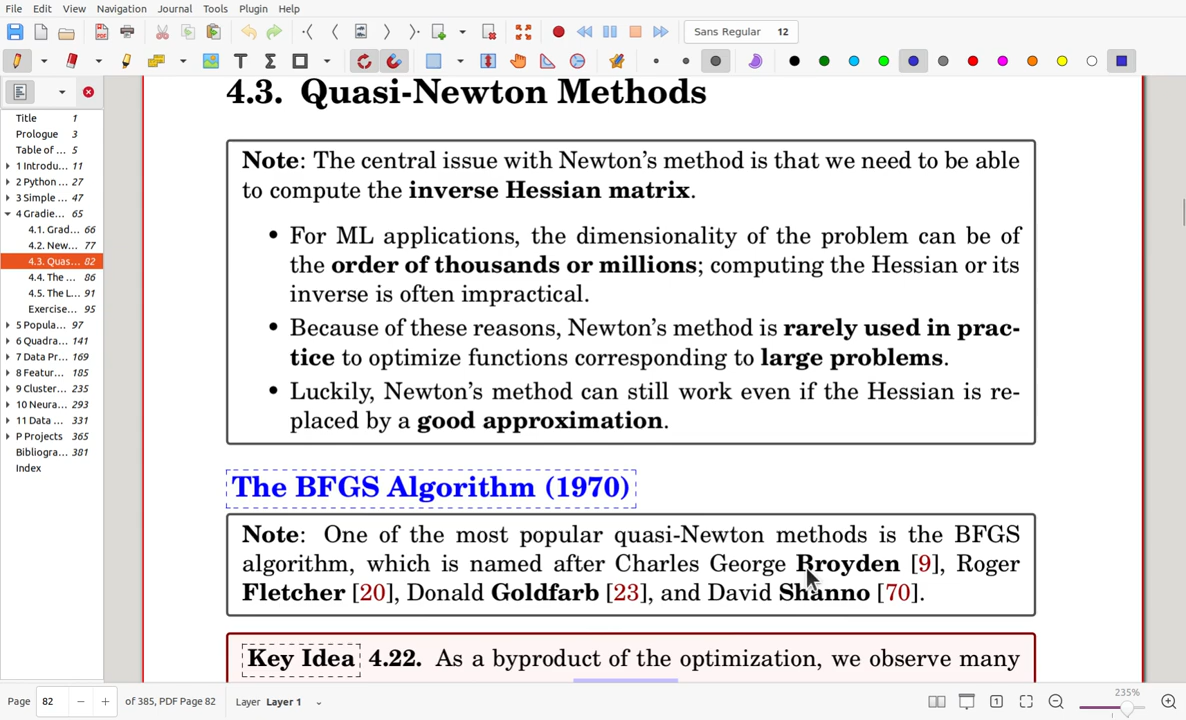 File Edit View Navigation Journal Tools Plugin Help
Sans Regular 12
Title 1
Prologue 3
Table of ... 5
1 Introdu... 11
2 Python ... 27
3 Simple ... 47
4 Gradie... 65
4.1. Grad... 66
4.2. New... 77
4.3. Quas... 82
4.4. The ... 86
4.5. The L... 91
Exercise... 95
5 Popula... 97
6 Quadra... 141
7 Data Pr... 169
8 Featur... 185
9 Cluster... 235
10 Neura... 293
11 Data ... 331
P Projects 365
Bibliogra... 381
Index
4.3. Quasi-Newton Methods
Note: The central issue with Newton's method is that we need to be able
to compute the inverse Hessian matrix.
• For ML applications, the dimensionality of the problem can be of
the order of thousands or millions; computing the Hessian or its
inverse is often impractical.
• Because of these reasons, Newton's method is rarely used in prac-
tice to optimize functions corresponding to large problems.
• Luckily, Newton's method can still work even if the Hessian is re-
placed by a good approximation.
The BFGS Algorithm (1970)
Note: One of the most popular quasi-Newton methods is the BFGS
algorithm, which is named after Charles George Broyden [9], Roger
Fletcher [20], Donald Goldfarb [23], and David Shanno [70].
Key Idea 4.22. As a byproduct of the optimization, we observe many
Page 82 of 385, PDF Page 82 Layer Layer 1
235%